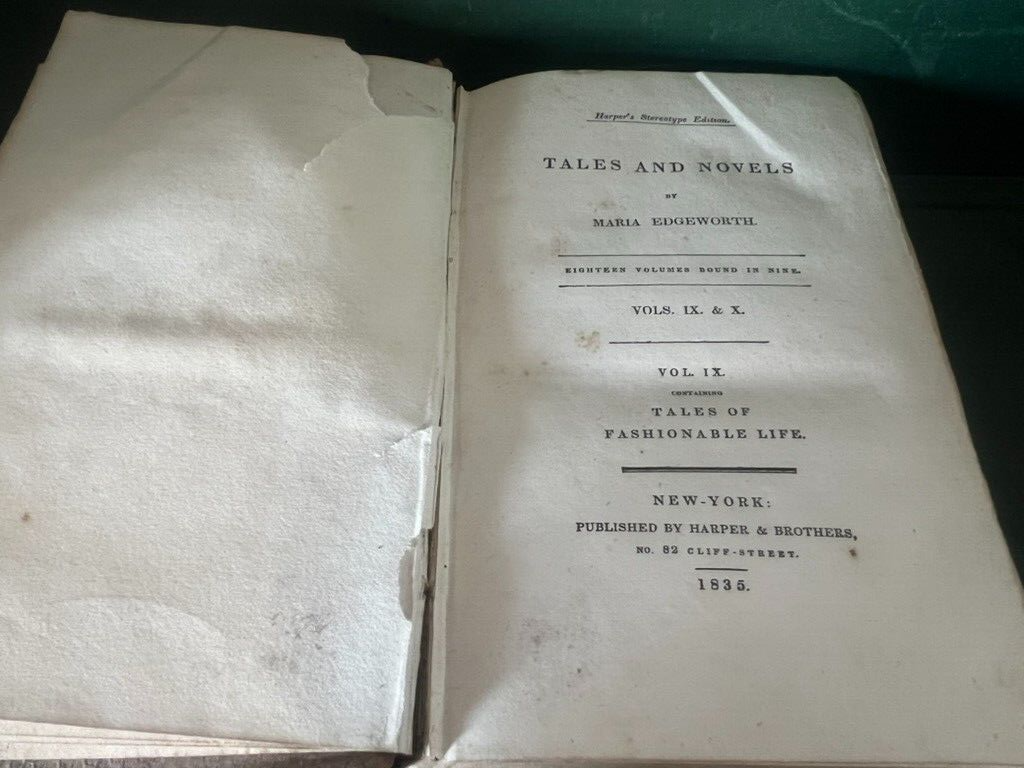 Harper's Stereotype Edition.
TALES AND NOVELS
BY
MARIA EDGEWORTH.
EIGHTEEN VOLUMES BOUND IN NINE.
VOLS. IX. & X.
VOL. IX.
CONTAINING
TALES OF
FASHIONABLE LIFE.
NEW-YORK:
PUBLISHED BY HARPER & BROTHERS,
NO. 82 CLIFF-STREET.
1835.